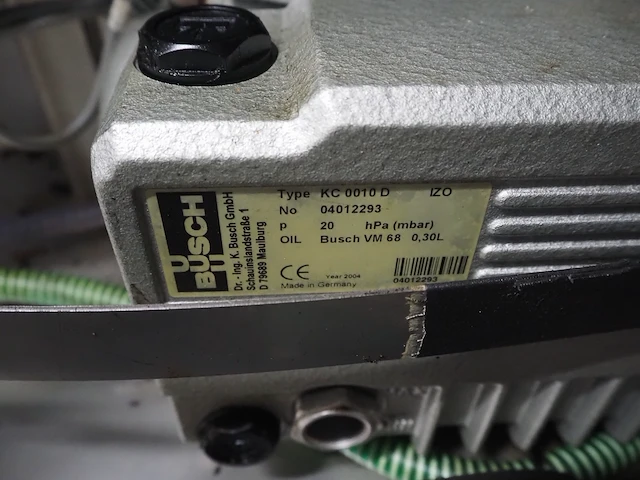 BUSCH
Dr.- Ing. K. Busch GmbH
Schauinslandstraße 1
D 79689 Maulburg
Type KC 0010 D IZO
No 04012293
p 20 hPa (mbar)
OIL Busch VM 68 0,30L
CE Year 2004
Made in Germany
04012293